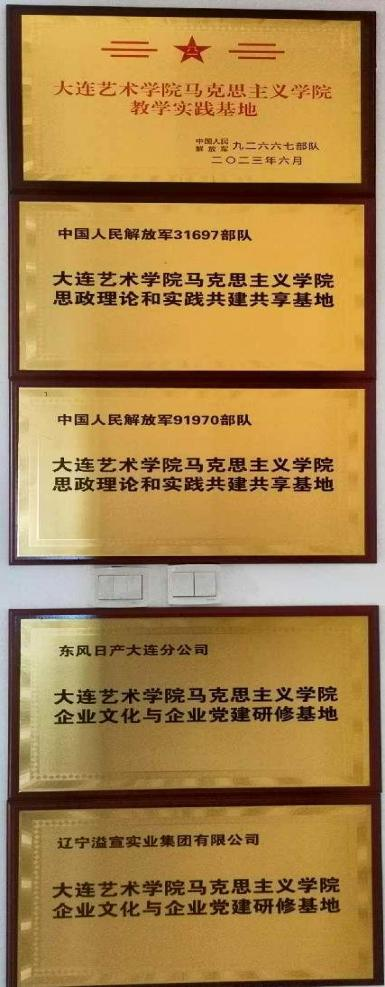 大连艺术学院马克思主义学院
教学实践基地
中国人民解放军 九二六六七部队
二〇二三年六月
中国人民解放军31697部队
大连艺术学院马克思主义学院
思政理论和实践共建共享基地
中国人民解放军91970部队
大连艺术学院马克思主义学院
思政理论和实践共建共享基地
东风日产大连分公司
大连艺术学院马克思主义学院
企业文化与企业党建研修基地
辽宁溢宣实业集团有限公司
大连艺术学院马克思主义学院
企业文化与企业党建研修基地